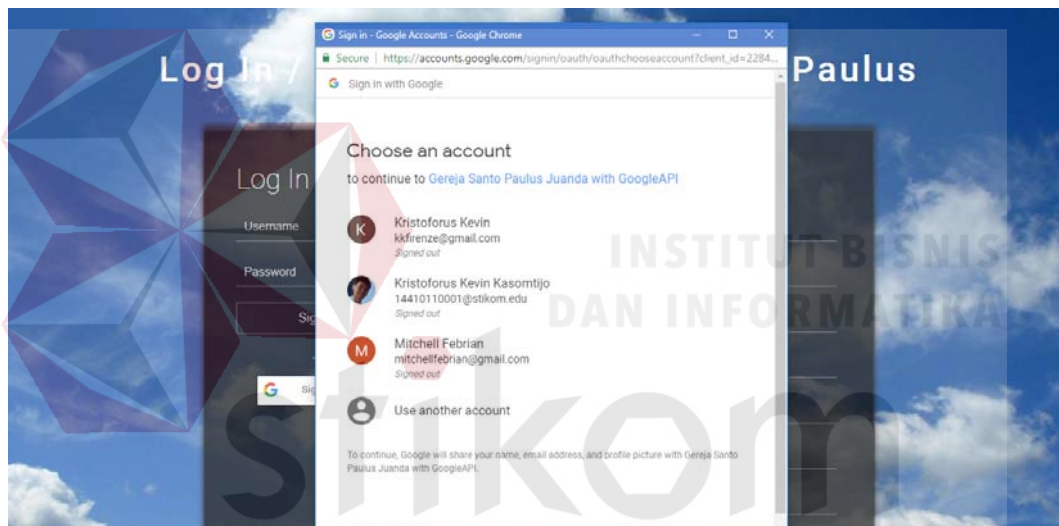 Sign in - Google Accounts - Google Chrome
Secure | https://accounts.google.com/signin/oauth/oauthchooseaccount?client_id=2284...
Log In / Paulus
Sign in with Google
Choose an account
to continue to Gereja Santo Paulus Juanda with GoogleAPI
Log In
Username
Password
Sig
G Sig
K Kristoforus Kevin
kkfirenze@gmail.com
Signed out
Kristoforus Kevin Kasomtijo
14410110001@stikom.edu
Signed out
M Mitchell Febrian
mitchellfebrian@gmail.com
Signed out
Use another account
To continue, Google will share your name, email address, and profile picture with Gereja Santo
Paulus Juanda with GoogleAPI.
INSTITUT BISNIS
DAN INFORMATIKA
stikom